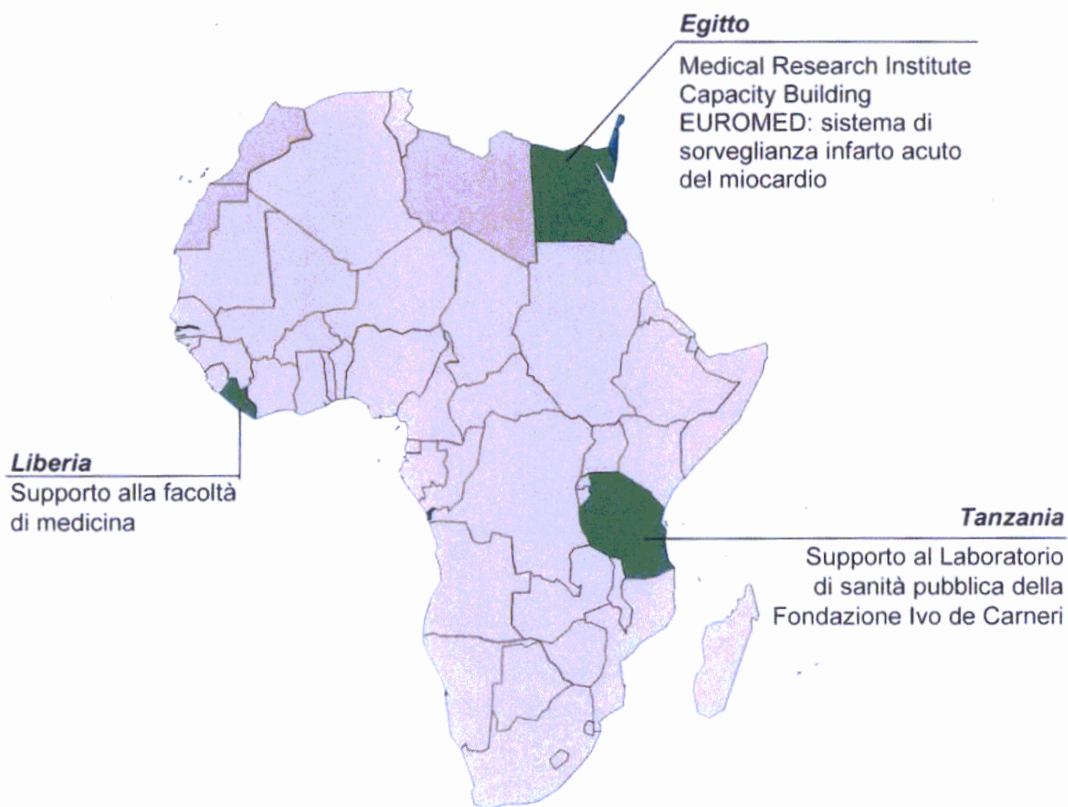 Egitto
Medical Research Institute
Capacity Building
EUROMED: sistema di
sorveglianza infarto acuto
del miocardio
Liberia
Supporto alla facoltà
di medicina
Tanzania
Supporto al Laboratorio
di sanità pubblica della
Fondazione Ivo de Carneri